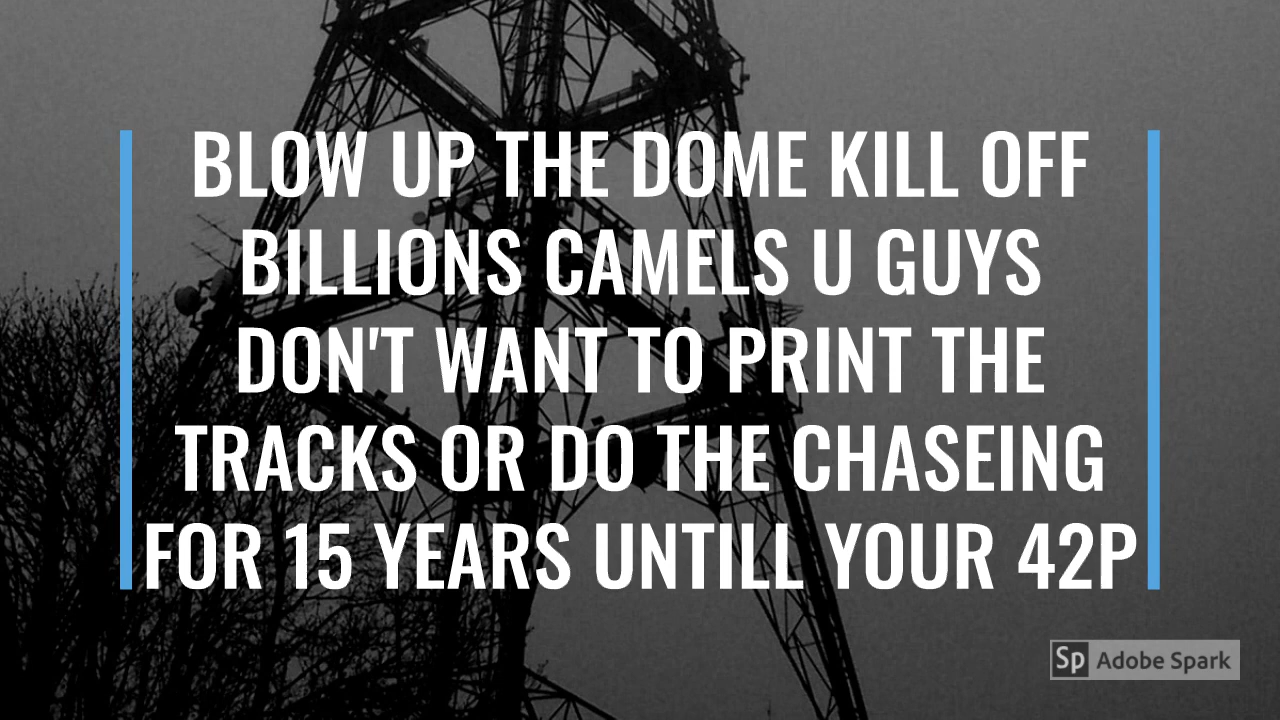 BLOW UP THE DOME KILL OFF
BILLIONS CAMELS U GUYS
DON'T WANT TO PRINT THE
TRACKS OR DO THE CHASEING
FOR 15 YEARS UNTILL YOUR 42P
Sp Adobe Spark